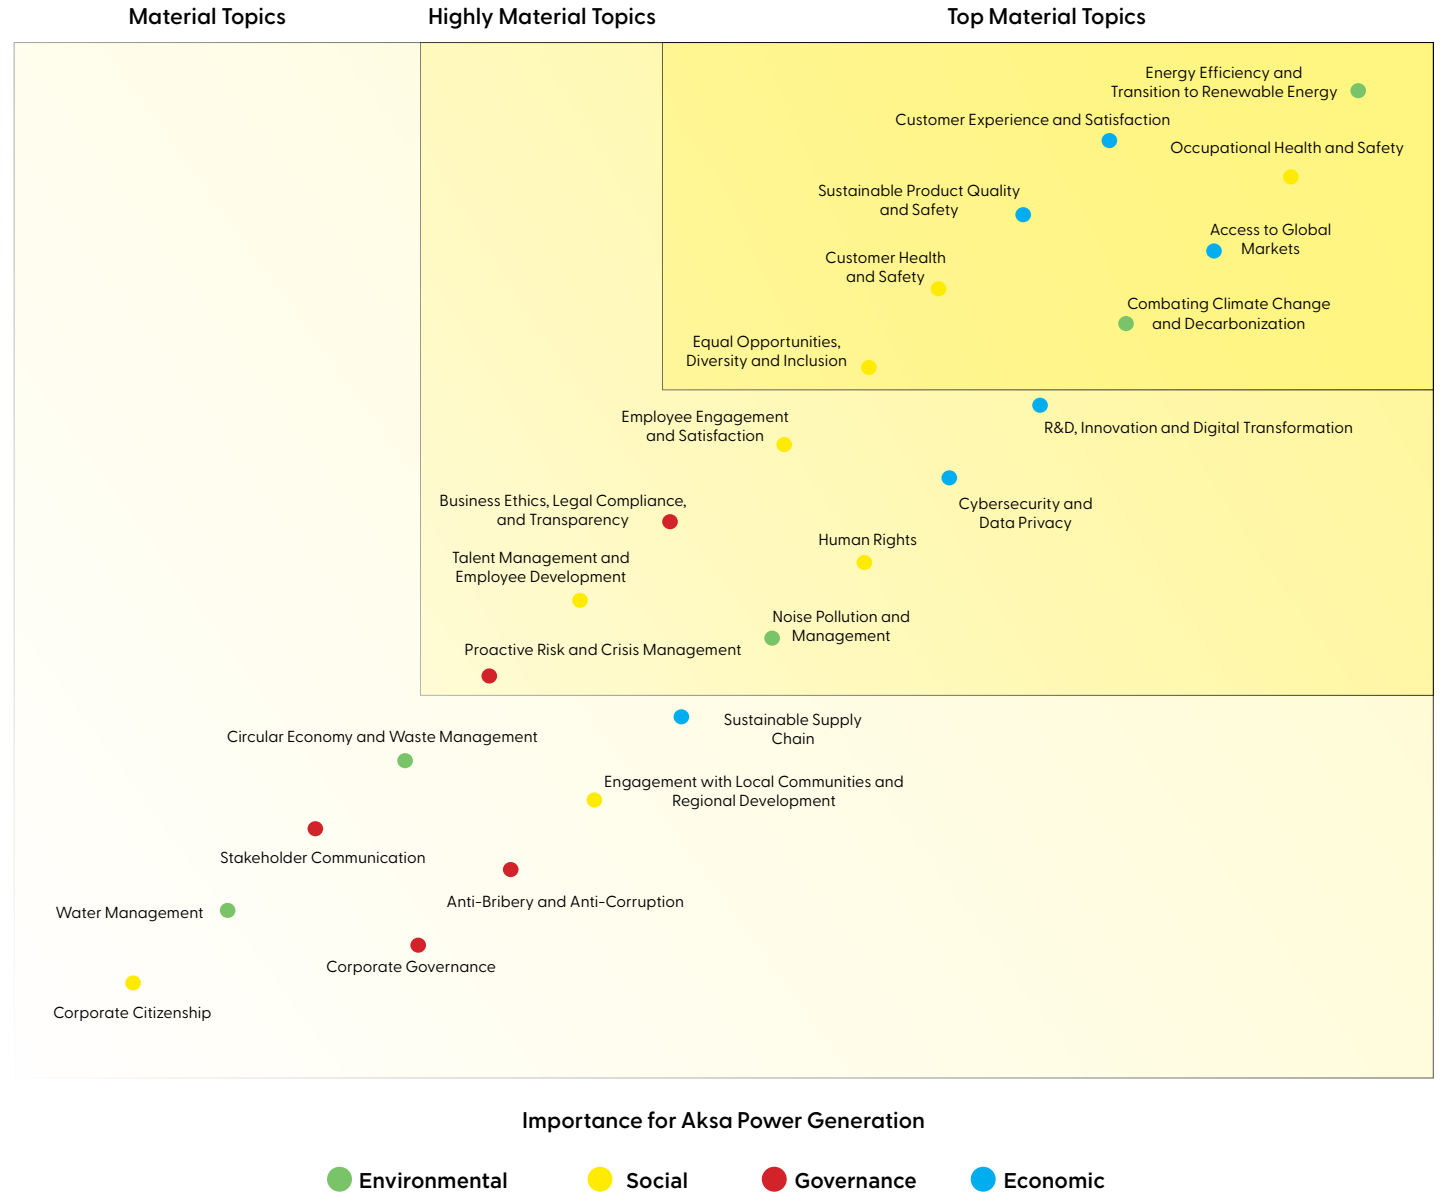 Material Topics
Highly Material Topics
Top Material Topics
Energy Efficiency and
Transition to Renewable Energy
Customer Experience and Satisfaction
Occupational Health and Safety
Sustainable Product Quality
and Safety
Access to Global
Markets
Customer Health
and Safety
Combating Climate Change
and Decarbonization
Equal Opportunities,
Diversity and Inclusion
Employee Engagement
and Satisfaction
R&D, Innovation and Digital Transformation
Business Ethics, Legal Compliance,
and Transparency
Cybersecurity and
Data Privacy
Human Rights
Talent Management and
Employee Development
Noise Pollution and
Management
Proactive Risk and Crisis Management
Sustainable Supply
Chain
Circular Economy and Waste Management
Engagement with Local Communities and
Regional Development
Stakeholder Communication
Anti-Bribery and Anti-Corruption
Water Management
Corporate Governance
Corporate Citizenship
Importance for Aksa Power Generation
Environmental
Social
Governance
Economic